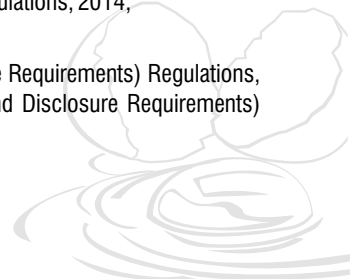 ulations, 2014;
Requirements) Regulations,
nd Disclosure Requirements)